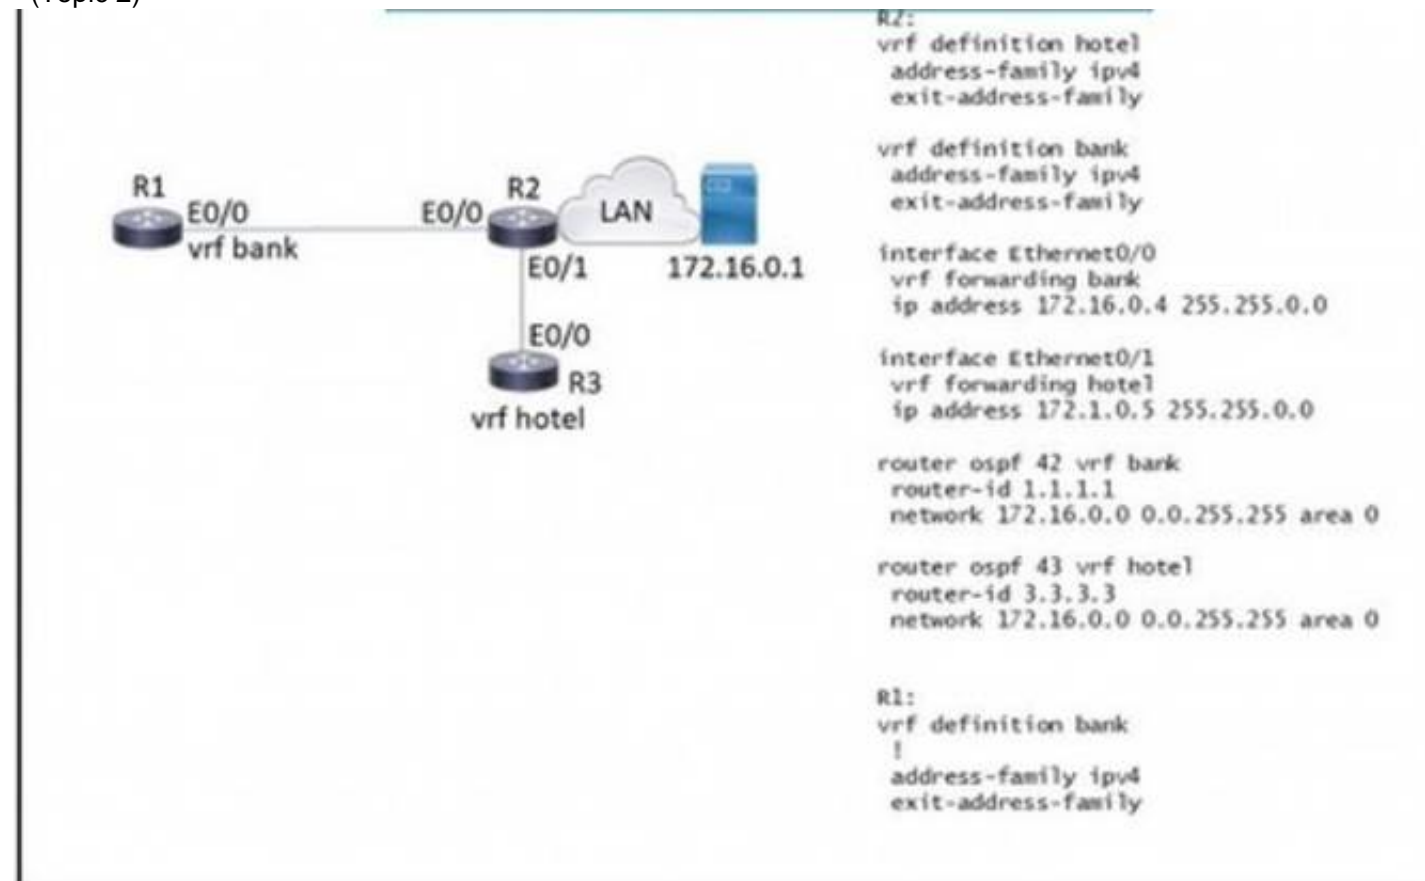 (Topic 2)
R1
E0/0
vrf bank
E0/0
R2
LAN
E0/1
172.16.0.1
E0/0
R3
vrf hotel
R2:
vrf definition hotel
address-family ipv4
exit-address-family
vrf definition bank
address-family ipv4
exit-address-family
interface Ethernet0/0
vrf forwarding bank
ip address 172.16.0.4 255.255.0.0
interface Ethernet0/1
vrf forwarding hotel
ip address 172.1.0.5 255.255.0.0
router ospf 42 vrf bank
router-id 1.1.1.1
network 172.16.0.0 0.0.255.255 area 0
router ospf 43 vrf hotel
router-id 3.3.3.3
network 172.16.0.0 0.0.255.255 area 0
R1:
vrf definition bank
!
address-family ipv4
exit-address-family